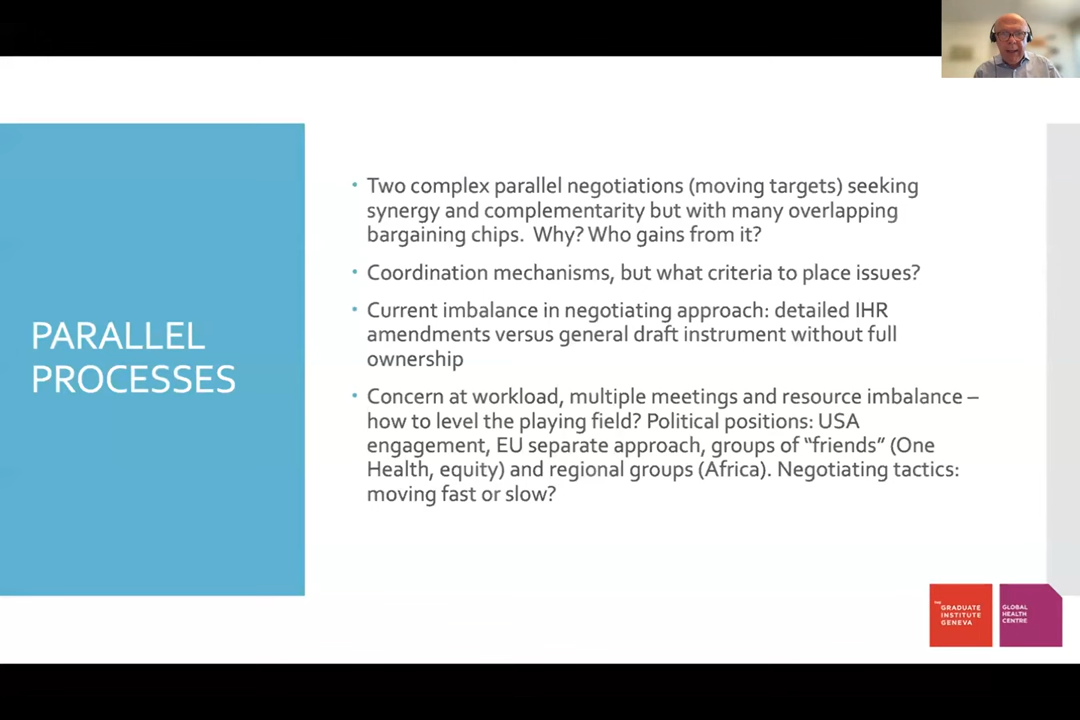 PARALLEL
PROCESSES
• Two complex parallel negotiations (moving targets) seeking
synergy and complementarity but with many overlapping
bargaining chips.  Why? Who gains from it?
• Coordination mechanisms, but what criteria to place issues?
• Current imbalance in negotiating approach: detailed IHR
amendments versus general draft instrument without full
ownership
• Concern at workload, multiple meetings and resource imbalance –
how to level the playing field? Political positions: USA
engagement, EU separate approach, groups of “friends” (One
Health, equity) and regional groups (Africa). Negotiating tactics:
moving fast or slow?
THE
GRADUATE
INSTITUTE
GENEVA
GLOBAL
HEALTH
CENTRE